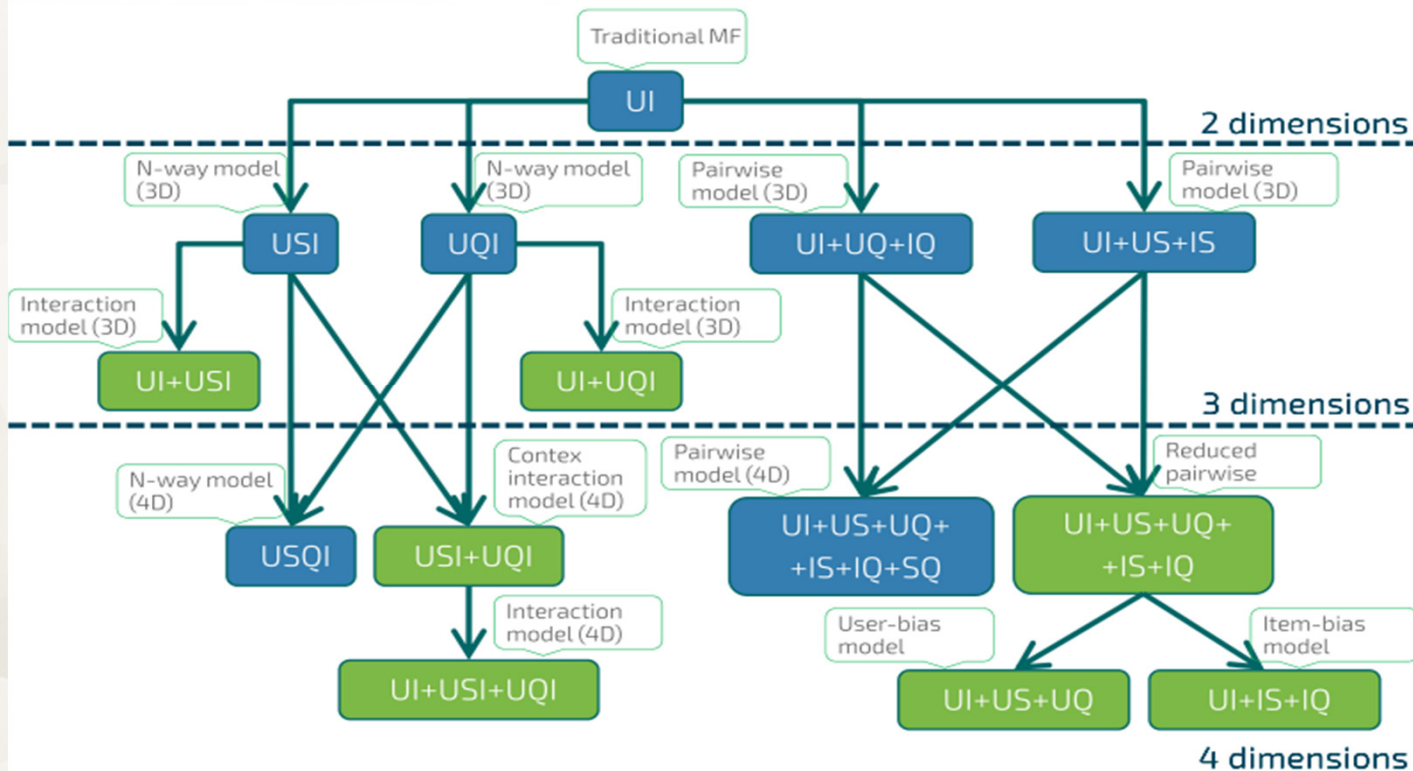 Traditional MF
UI
2 dimensions
N-way model
(3D)
N-way model
(3D)
Pairwise
model (3D)
Pairwise
model (3D)
USI
UQI
UI+UQ+IQ
UI+US+IS
Interaction
model (3D)
Interaction
model (3D)
UI+USI
UI+UQI
3 dimensions
N-way model
(4D)
Contex
interaction
model (4D)
Pairwise
model (4D)
Reduced
pairwise
USQI
USI+UQI
UI+US+UQ+
+IS+IQ+SQ
UI+US+UQ+
+IS+IQ
Interaction
model (4D)
User-bias
model
Item-bias
model
UI+USI+UQI
UI+US+UQ
UI+IS+IQ
4 dimensions